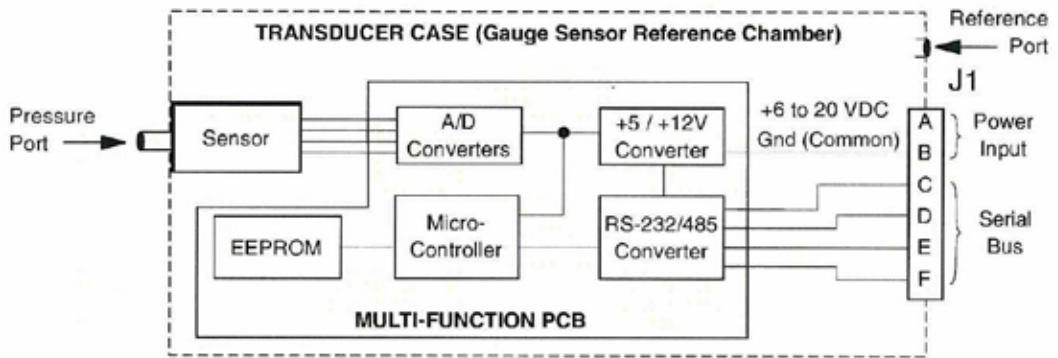 Reference
Port
TRANSDUCER CASE (Gauge Sensor Reference Chamber)
J1
Pressure
Port
Sensor
A/D
Converters
+5 / +12V
Converter
+6 to 20 VDC
Gnd (Common)
A
B
C
D
E
F
Power
Input
Serial
Bus
EEPROM
Micro-
Controller
RS-232/485
Converter
MULTI-FUNCTION PCB